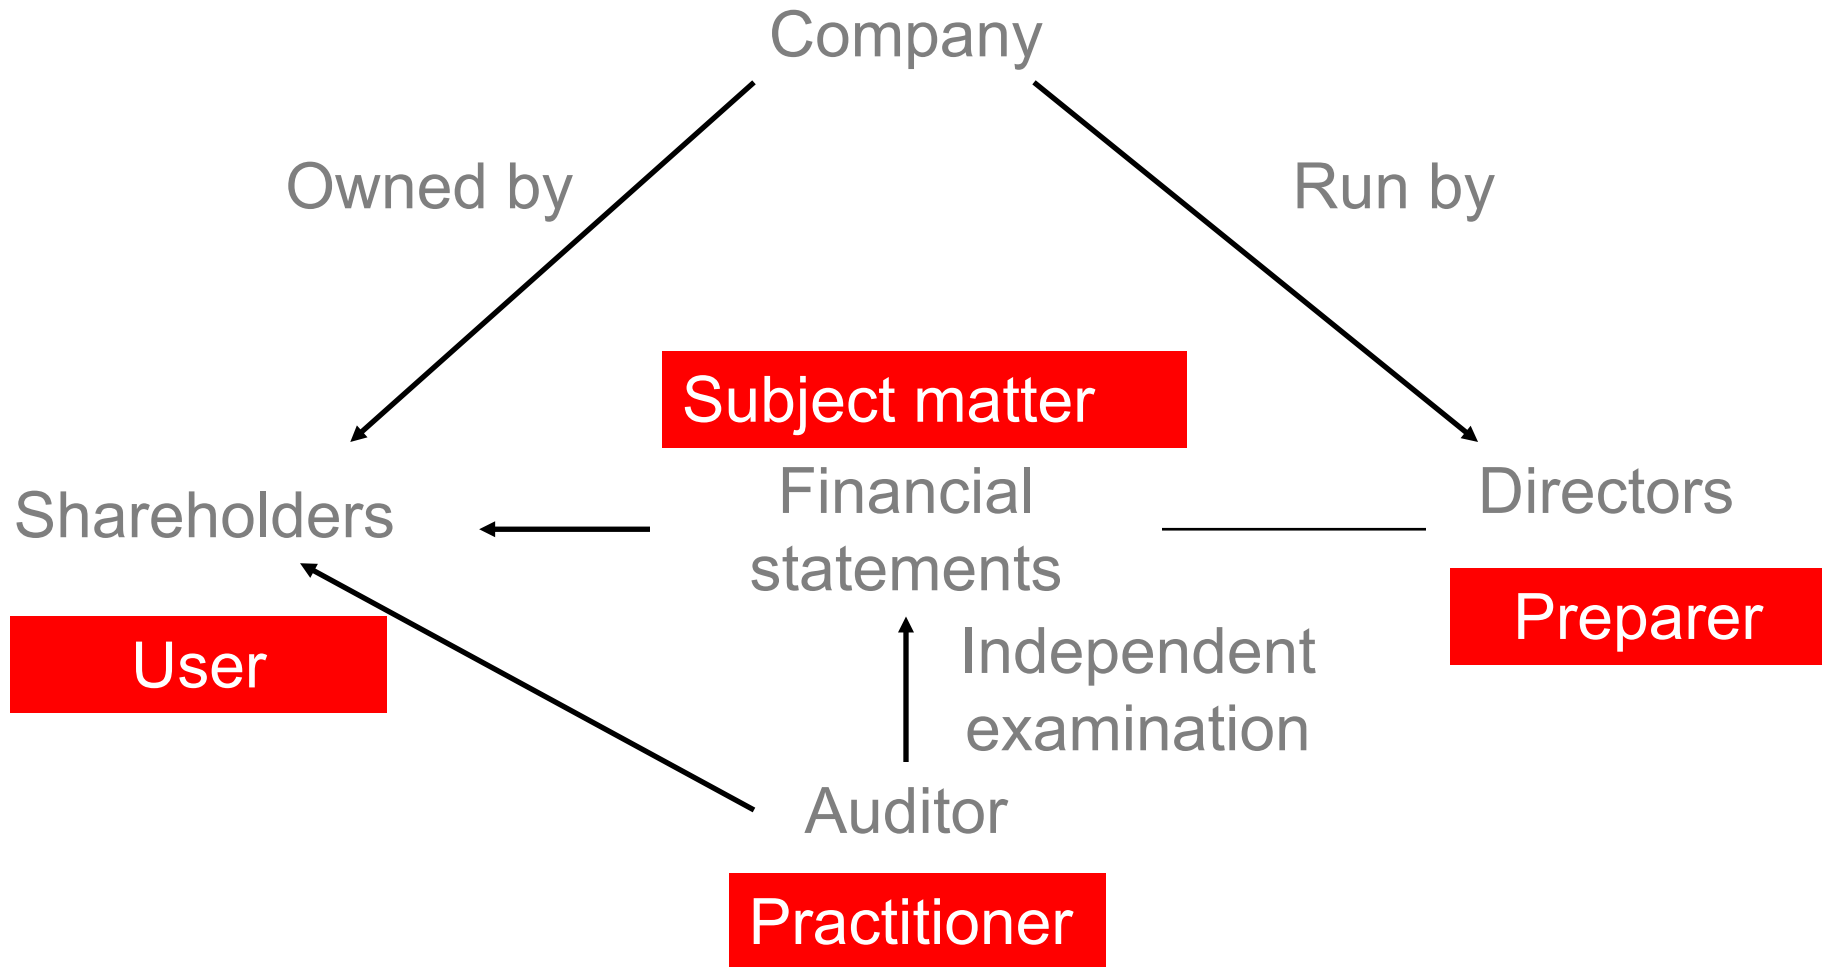 Company
Owned by
Run by
Subject matter
Financial
statements
Shareholders
Directors
User
Preparer
Independent
examination
Auditor
Practitioner